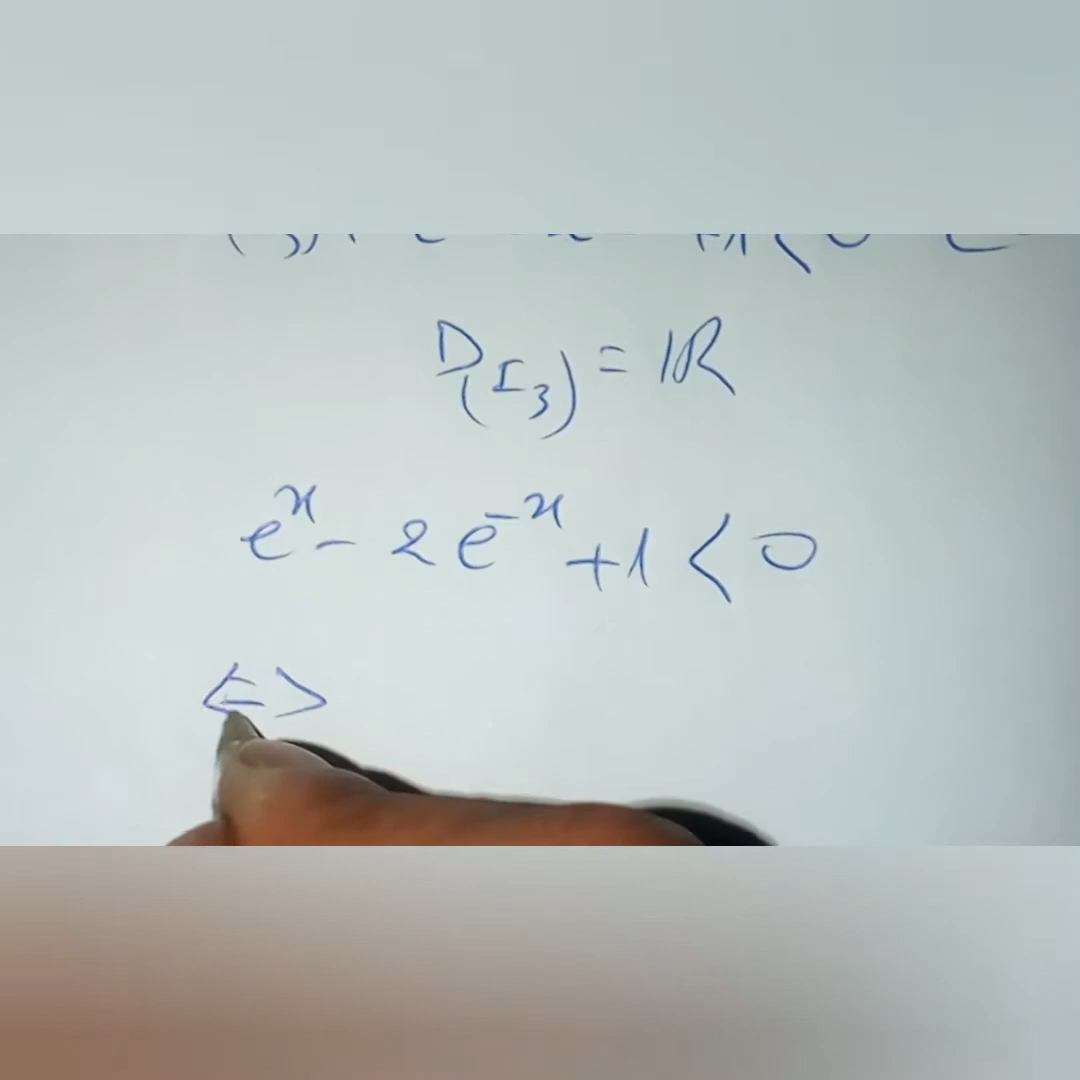 D(I₃) = ℝ
eˣ - 2e⁻ˣ + 1 < 0
<=>